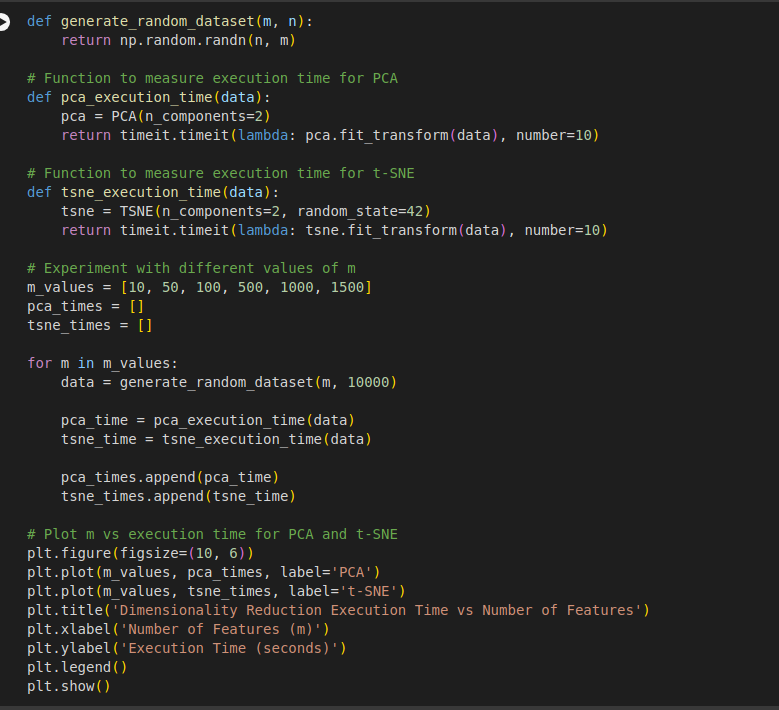 def generate_random_dataset(m, n):
    return np.random.randn(n, m)

# Function to measure execution time for PCA
def pca_execution_time(data):
    pca = PCA(n_components=2)
    return timeit.timeit(lambda: pca.fit_transform(data), number=10)

# Function to measure execution time for t-SNE
def tsne_execution_time(data):
    tsne = TSNE(n_components=2, random_state=42)
    return timeit.timeit(lambda: tsne.fit_transform(data), number=10)

# Experiment with different values of m
m_values = [10, 50, 100, 500, 1000, 1500]
pca_times = []
tsne_times = []

for m in m_values:
    data = generate_random_dataset(m, 10000)

    pca_time = pca_execution_time(data)
    tsne_time = tsne_execution_time(data)

    pca_times.append(pca_time)
    tsne_times.append(tsne_time)

# Plot m vs execution time for PCA and t-SNE
plt.figure(figsize=(10, 6))
plt.plot(m_values, pca_times, label='PCA')
plt.plot(m_values, tsne_times, label='t-SNE')
plt.title('Dimensionality Reduction Execution Time vs Number of Features')
plt.xlabel('Number of Features (m)')
plt.ylabel('Execution Time (seconds)')
plt.legend()
plt.show()